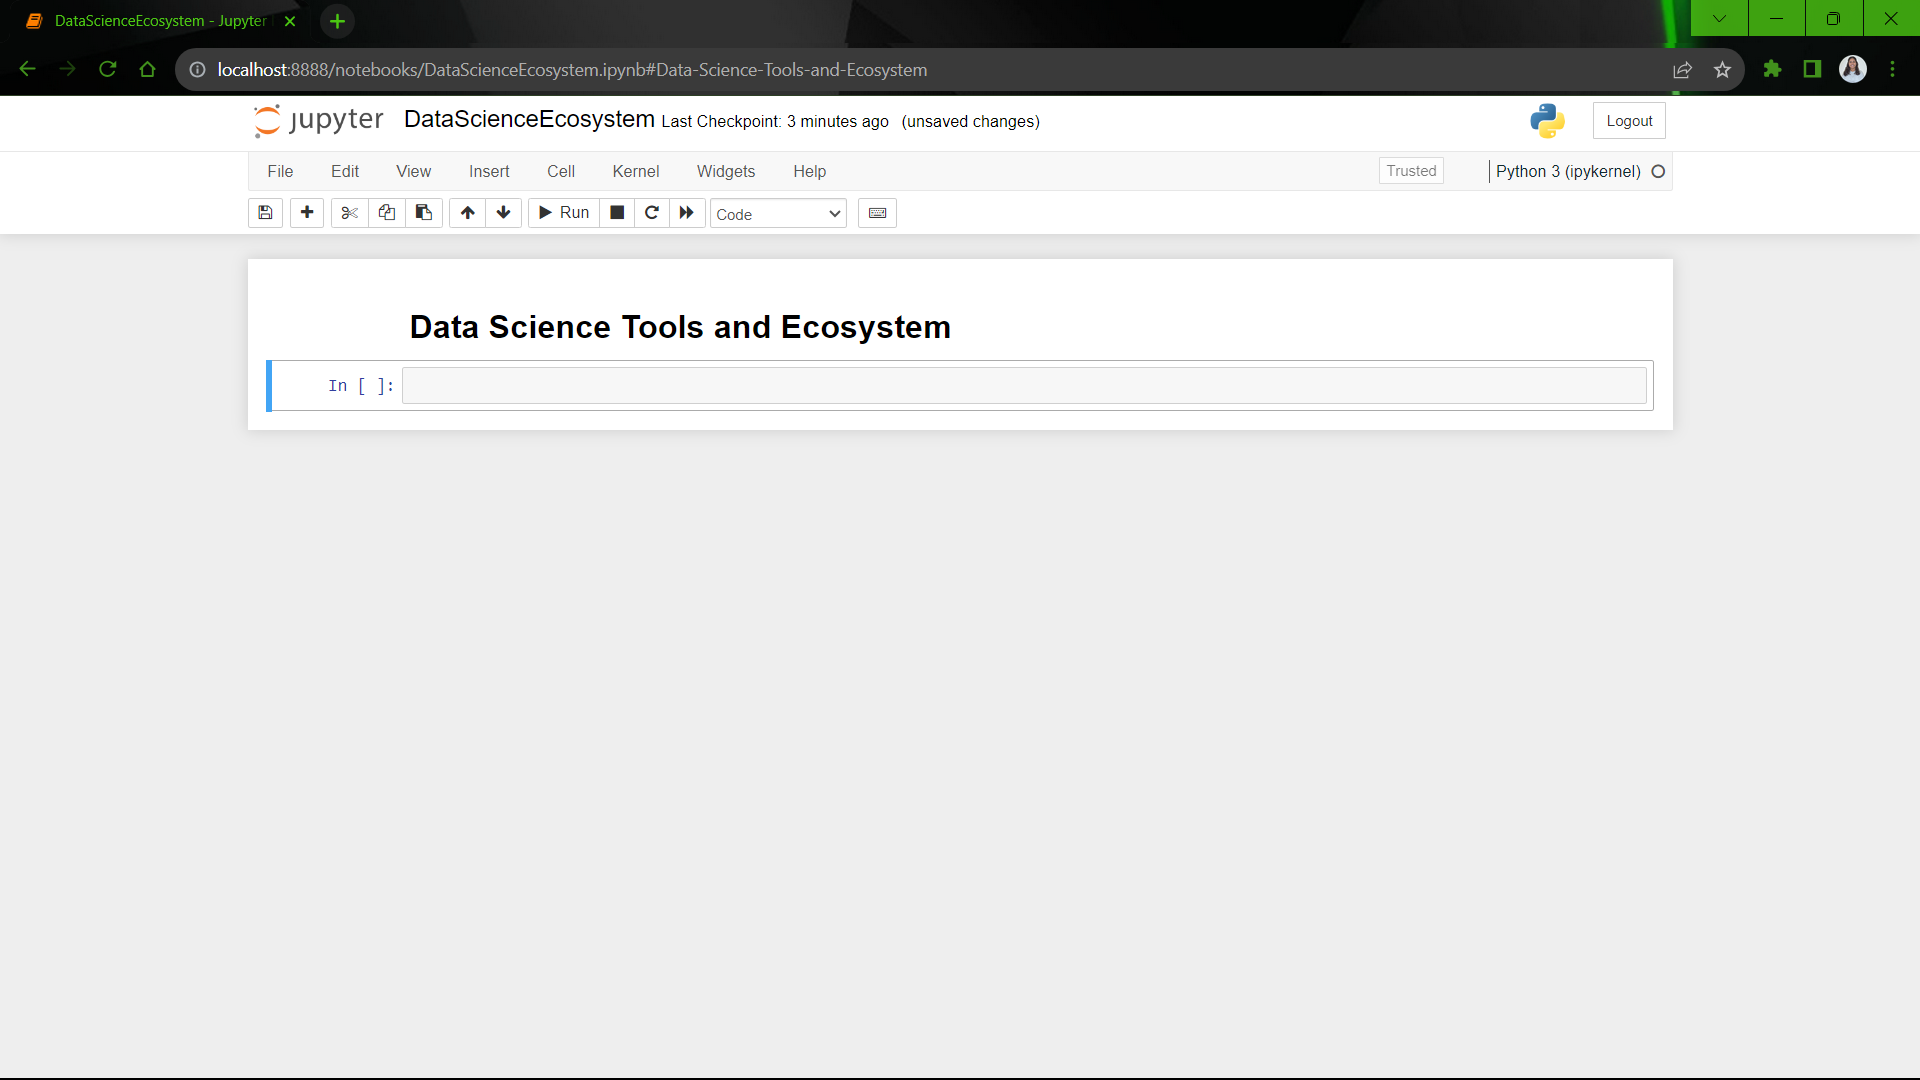 DataScienceEcosystem - Jupyter
localhost:8888/notebooks/DataScienceEcosystem.ipynb#Data-Science-Tools-and-Ecosystem
jupyter DataScienceEcosystem Last Checkpoint: 3 minutes ago (unsaved changes) Logout
File Edit View Insert Cell Kernel Widgets Help Trusted Python 3 (ipykernel)
Run Code
Data Science Tools and Ecosystem
In [ ]: